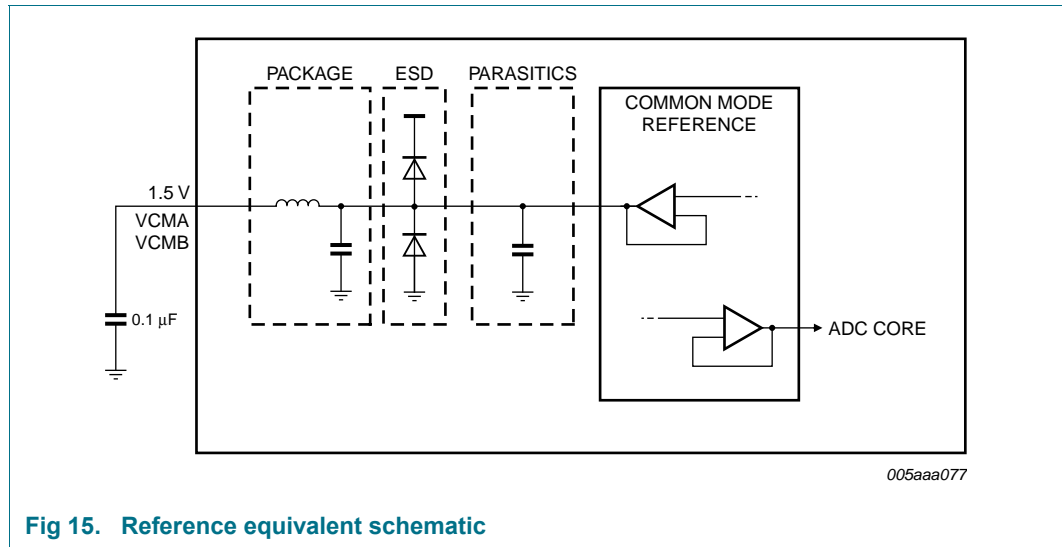 PACKAGE ESD PARASITICS
COMMON MODE
REFERENCE
1.5 V
VCMA
VCMB
0.1 μF
ADC CORE
005aaa077
Fig 15. Reference equivalent schematic